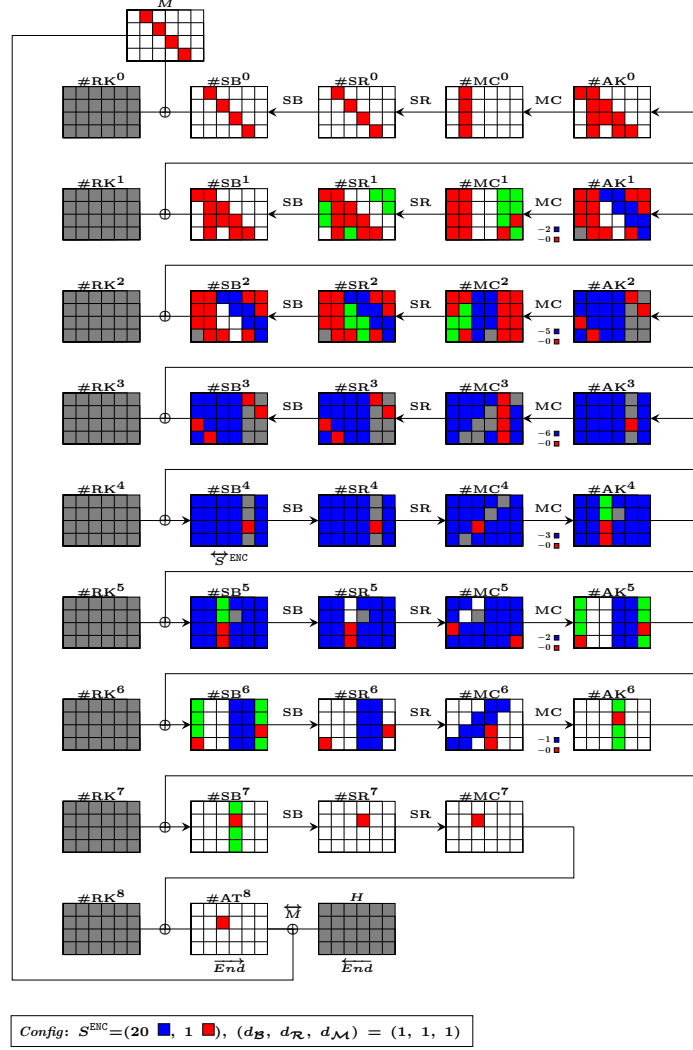 M
#RK⁰ #SB⁰ SB #SR⁰ SR #MC⁰ MC #AK⁰
#RK¹ #SB¹ SB #SR¹ SR #MC¹ MC #AK¹
−2
−0
#RK² #SB² SB #SR² SR #MC² MC #AK²
−5
−0
#RK³ #SB³ SB #SR³ SR #MC³ MC #AK³
−6
−0
#RK⁴ #SB⁴ SB #SR⁴ SR #MC⁴ MC #AK⁴
−3
−0
S ENC
#RK⁵ #SB⁵ SB #SR⁵ SR #MC⁵ MC #AK⁵
−2
−0
#RK⁶ #SB⁶ SB #SR⁶ SR #MC⁶ MC #AK⁶
−1
−0
#RK⁷ #SB⁷ SB #SR⁷ SR #MC⁷
#RK⁸ #AT⁸ M H
End End
Config: S^ENC=(20 , 1 ), (d_B, d_R, d_M) = (1, 1, 1)